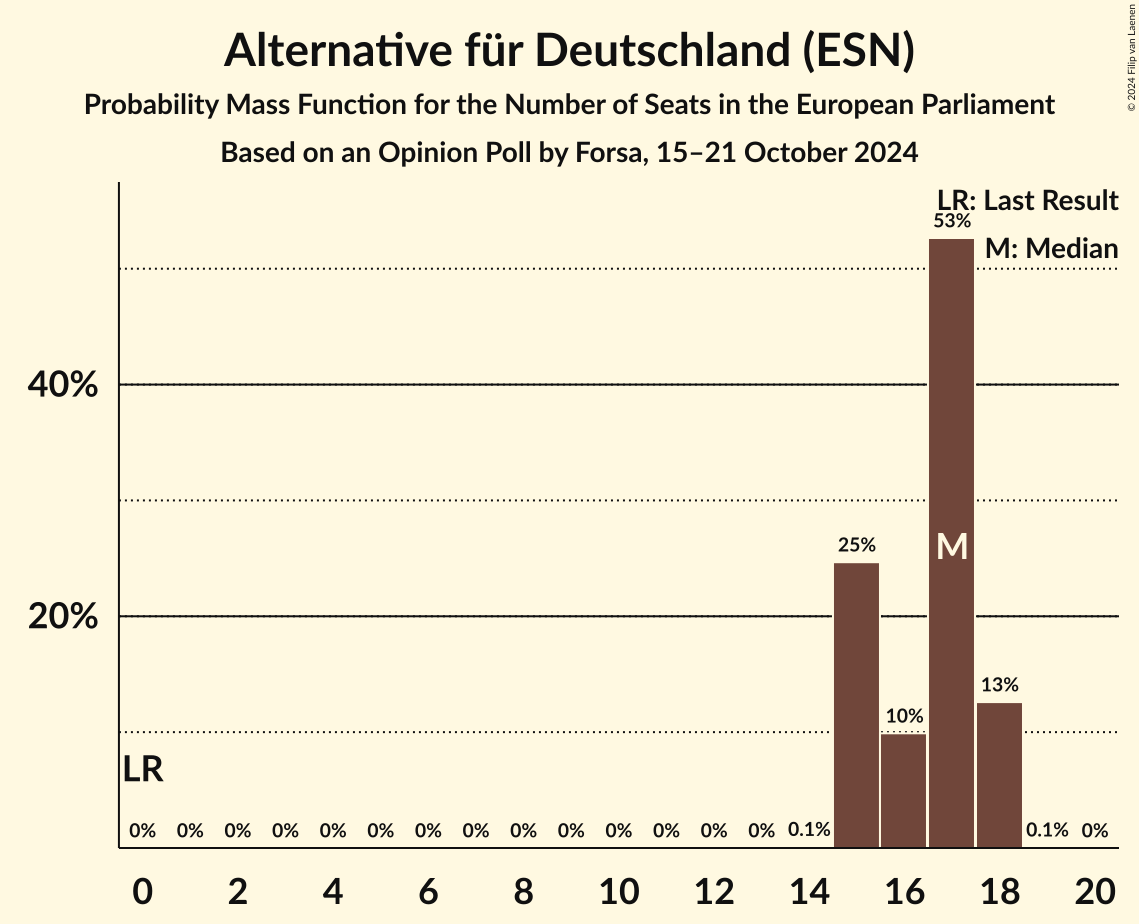 Alternative für Deutschland (ESN)
Probability Mass Function for the Number of Seats in the European Parliament
Based on an Opinion Poll by Forsa, 15–21 October 2024
© 2024 Filip van Laenen
LR: Last Result
M: Median
53%
40%
25%
M
20%
13%
10%
LR
0% 0% 0% 0% 0% 0% 0% 0% 0% 0% 0% 0% 0% 0% 0.1% 0.1% 0%
0 2 4 6 8 10 12 14 16 18 20